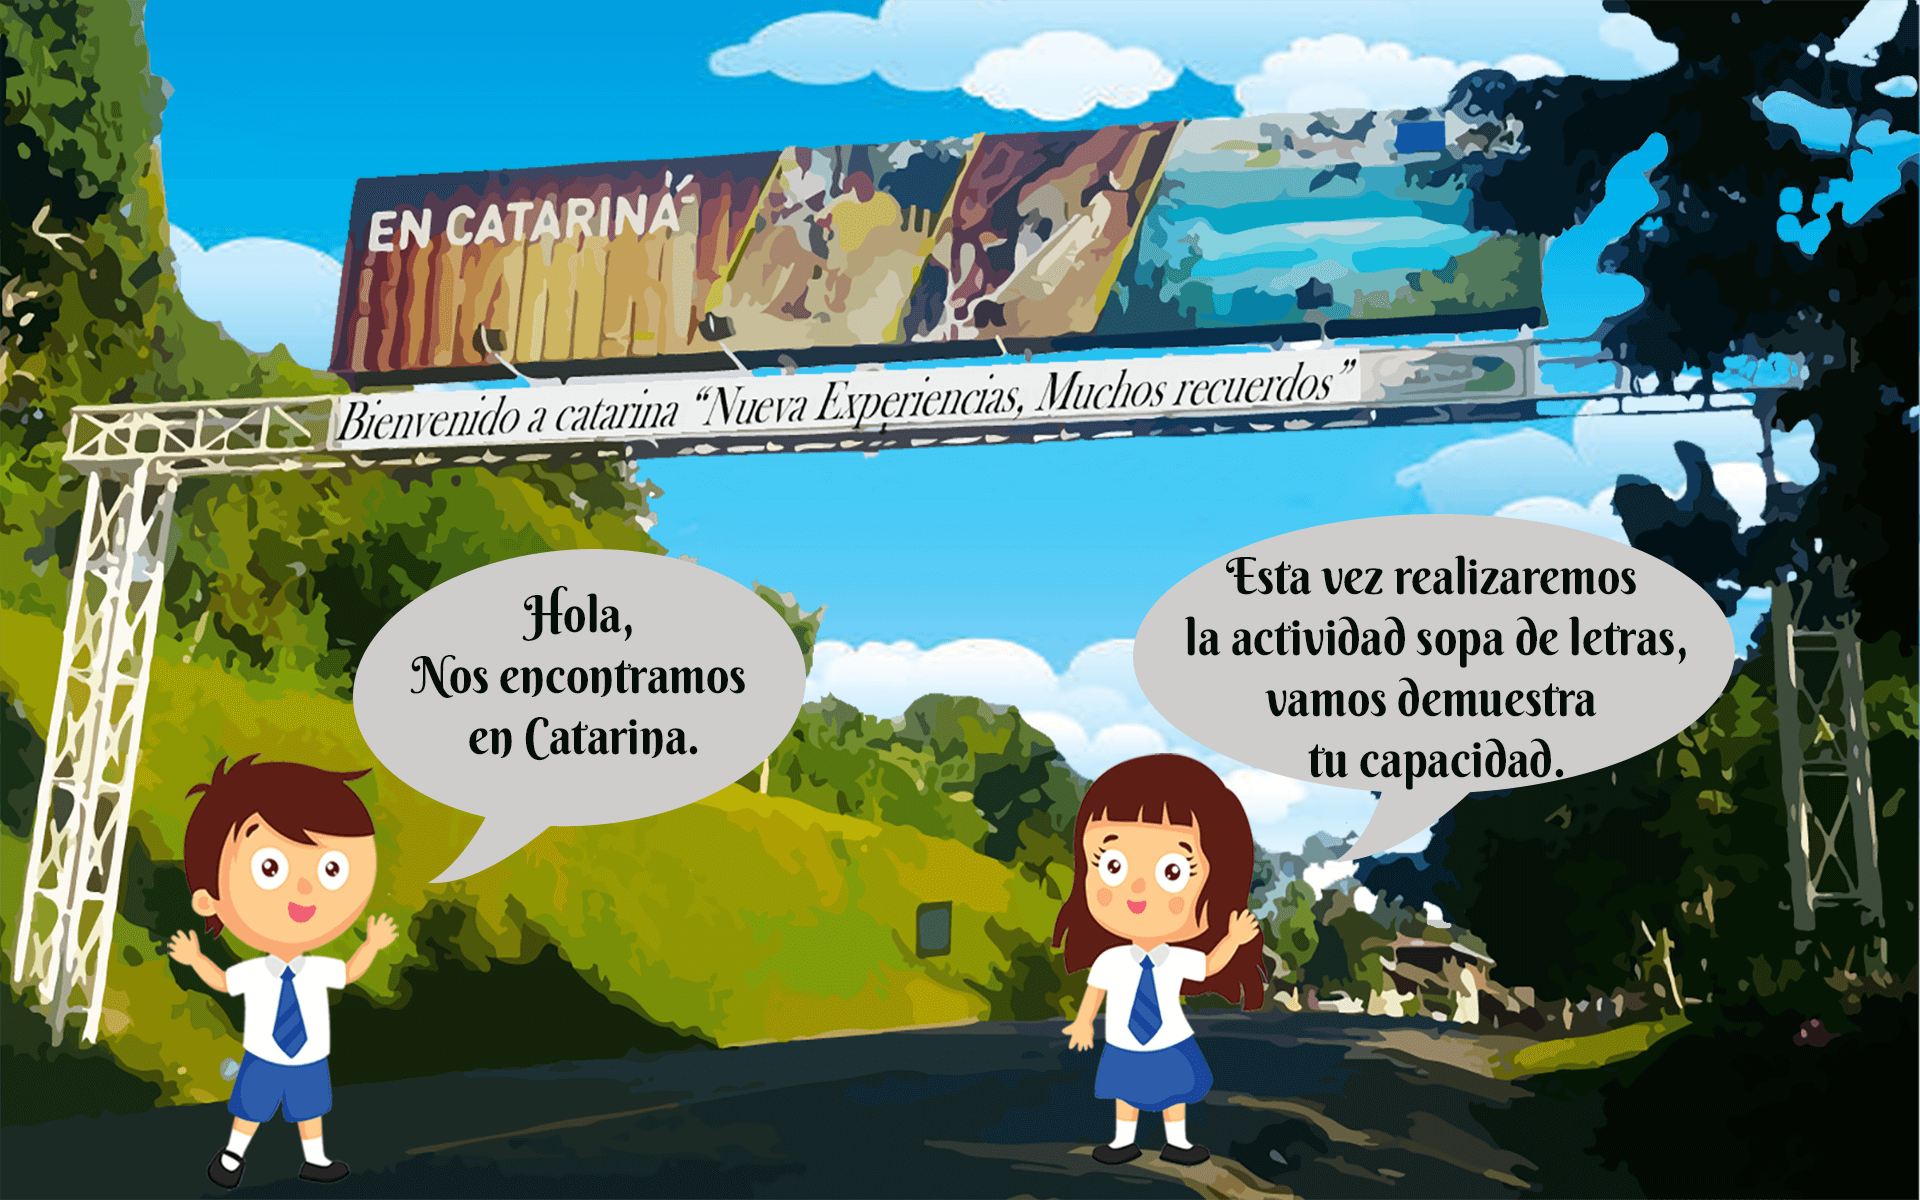 EN CATARINA
Bienvenido a catarina “Nueva Experiencias, Muchos recuerdos”
Hola,
Nos encontramos
en Catarina.
Esta vez realizaremos
la actividad sopa de letras,
vamos demuestra
tu capacidad.